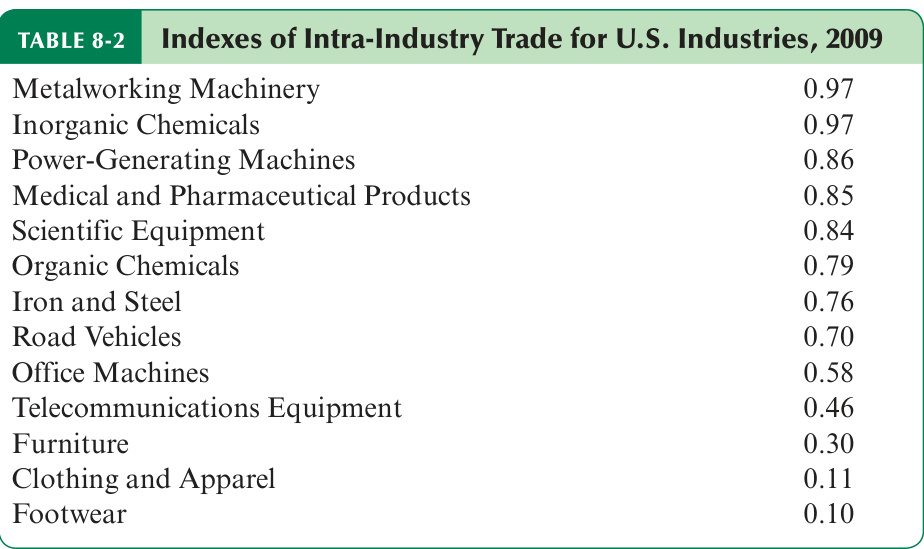 TABLE 8-2 Indexes of Intra-Industry Trade for U.S. Industries, 2009
Metalworking Machinery 0.97
Inorganic Chemicals 0.97
Power-Generating Machines 0.86
Medical and Pharmaceutical Products 0.85
Scientific Equipment 0.84
Organic Chemicals 0.79
Iron and Steel 0.76
Road Vehicles 0.70
Office Machines 0.58
Telecommunications Equipment 0.46
Furniture 0.30
Clothing and Apparel 0.11
Footwear 0.10